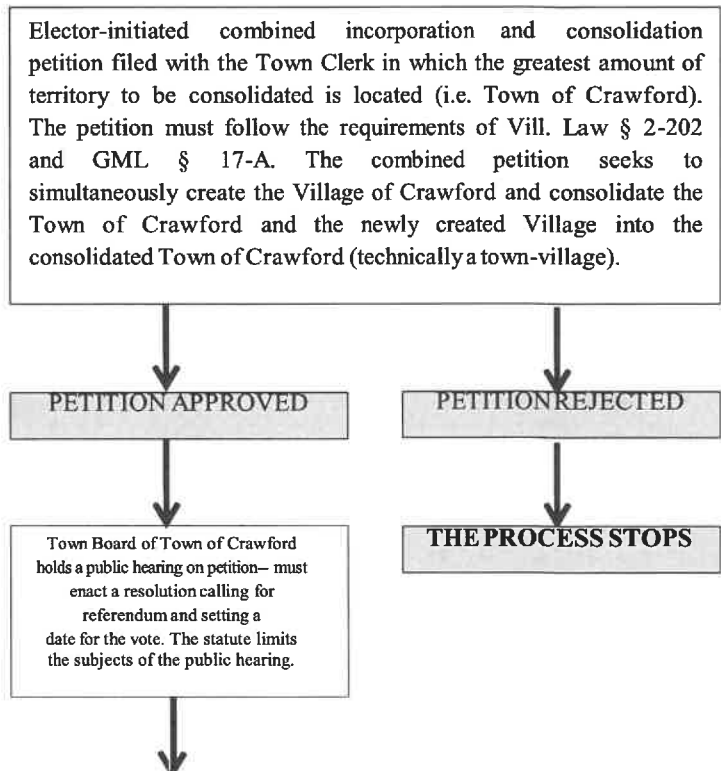 Elector-initiated combined incorporation and consolidation
petition filed with the Town Clerk in which the greatest amount of
territory to be consolidated is located (i.e. Town of Crawford).
The petition must follow the requirements of Vill. Law § 2-202
and GML § 17-A. The combined petition seeks to
simultaneously create the Village of Crawford and consolidate the
Town of Crawford and the newly created Village into the
consolidated Town of Crawford (technically a town-village).
PETITION APPROVED
PETITION REJECTED
Town Board of Town of Crawford
holds a public hearing on petition– must
enact a resolution calling for
referendum and setting a
date for the vote. The statute limits
the subjects of the public hearing.
THE PROCESS STOPS